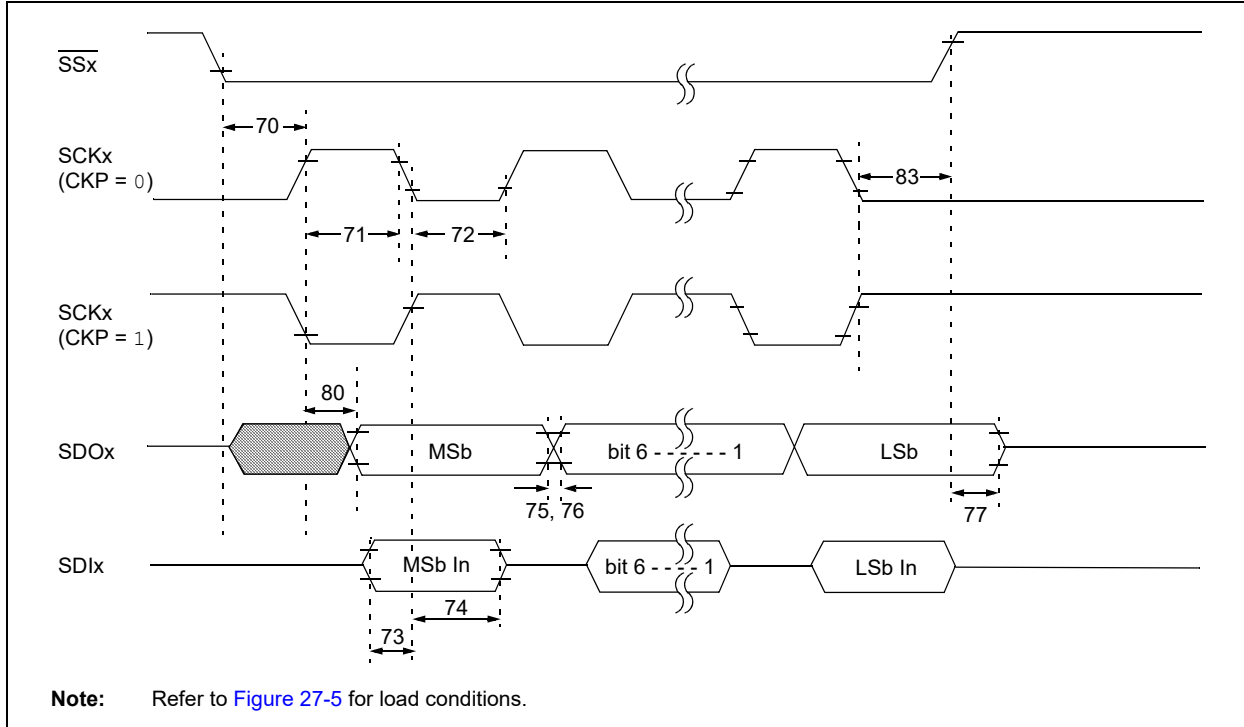 SSx
70
SCKx
(CKP = 0)
83
71
72
SCKx
(CKP = 1)
80
SDOx
MSb
bit 6 - - - - - - 1
LSb
75, 76
77
SDIx
MSb In
bit 6 - - - - 1
LSb In
74
73
Note: Refer to Figure 27-5 for load conditions.